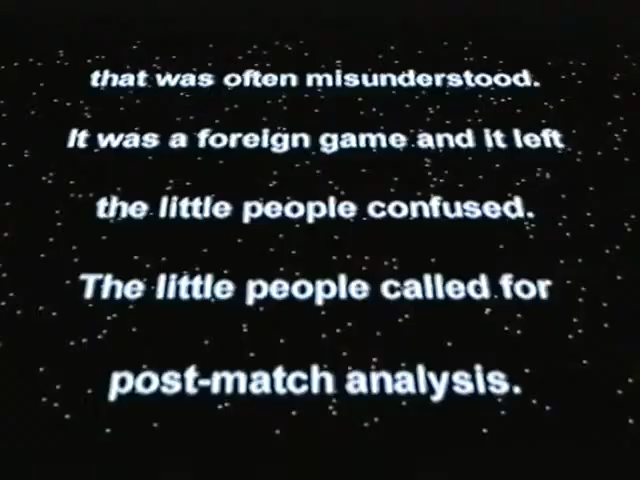 that was often misunderstood.
It was a foreign game and it left
the little people confused.
The little people called for
post-match analysis.